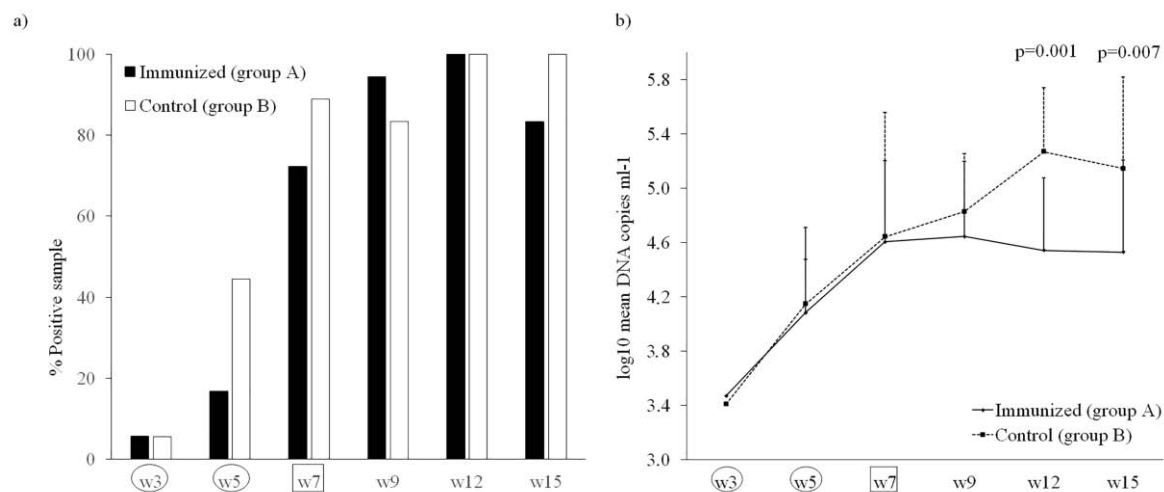 a)
100
80
60
40
20
0
% Positive sample
Immunized (group A)
Control (group B)
w3 w5 w7 w9 w12 w15
b)
p=0.001 p=0.007
5.8
5.4
5.0
4.6
4.2
3.8
3.4
3.0
log10 mean DNA copies ml-1
Immunized (group A)
Control (group B)
w3 w5 w7 w9 w12 w15